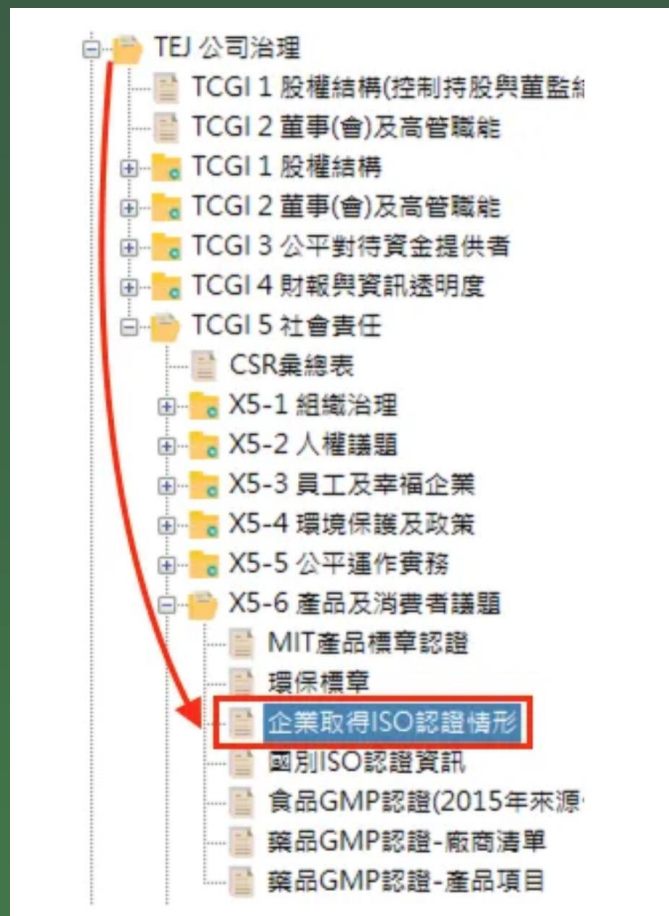 TEJ 公司治理
TCGI 1 股權結構(控制持股與董監結
TCGI 2 董事(會)及高管職能
TCGI 1 股權結構
TCGI 2 董事(會)及高管職能
TCGI 3 公平對待資金提供者
TCGI 4 財報與資訊透明度
TCGI 5 社會責任
CSR彙總表
X5-1 組織治理
X5-2 人權議題
X5-3 員工及幸福企業
X5-4 環境保護及政策
X5-5 公平運作實務
X5-6 產品及消費者議題
MIT產品標章認證
環保標章
企業取得ISO認證情形
國別ISO認證資訊
食品GMP認證(2015年來源
藥品GMP認證-廠商清單
藥品GMP認證-產品項目